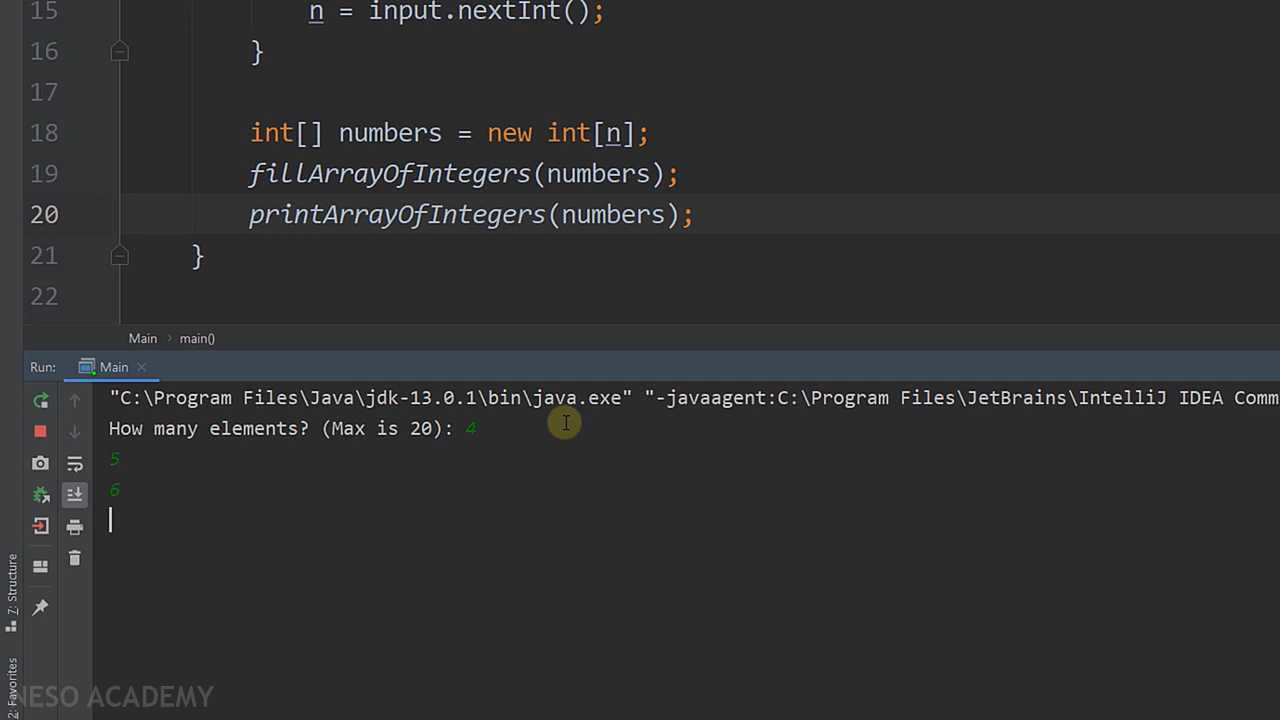 15 n = input.nextInt();
16 }
17
18 int[] numbers = new int[n];
19 fillArrayOfIntegers(numbers);
20 printArrayOfIntegers(numbers);
21 }
22
Main › main()
Run: Main
"C:\Program Files\Java\jdk-13.0.1\bin\java.exe" "-javaagent:C:\Program Files\JetBrains\IntelliJ IDEA Comm
How many elements? (Max is 20): 4
5
6
7: Structure
2: Favorites
NESO ACADEMY